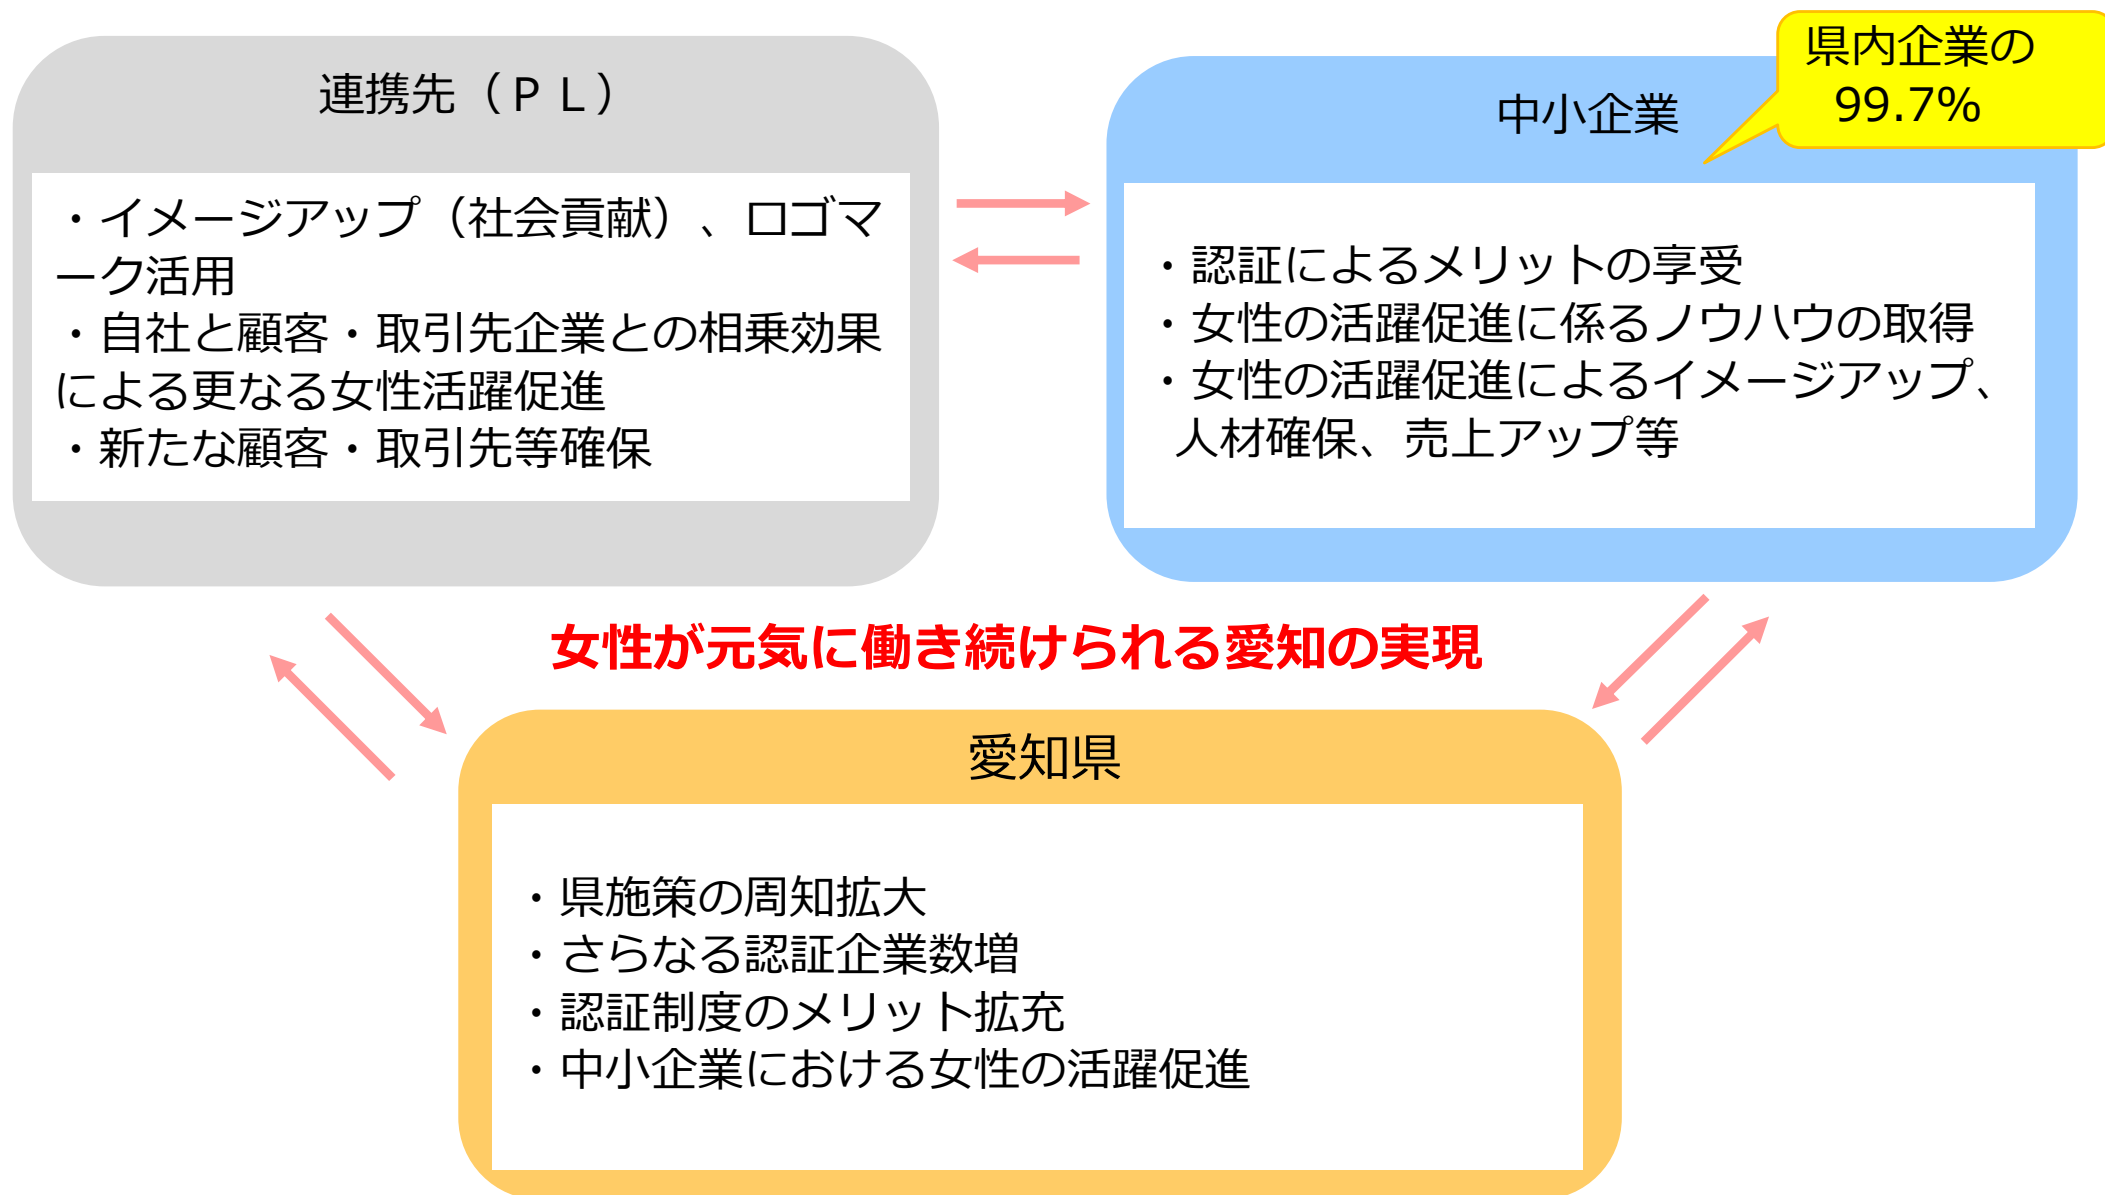 連携先（ＰＬ）
・イメージアップ（社会貢献）、ロゴマ
ーク活用
・自社と顧客・取引先企業との相乗効果
による更なる女性活躍促進
・新たな顧客・取引先等確保
県内企業の
99.7%
中小企業
・認証によるメリットの享受
・女性の活躍促進に係るノウハウの取得
・女性の活躍促進によるイメージアップ、
人材確保、売上アップ等
女性が元気に働き続けられる愛知の実現
愛知県
・県施策の周知拡大
・さらなる認証企業数増
・認証制度のメリット拡充
・中小企業における女性の活躍促進